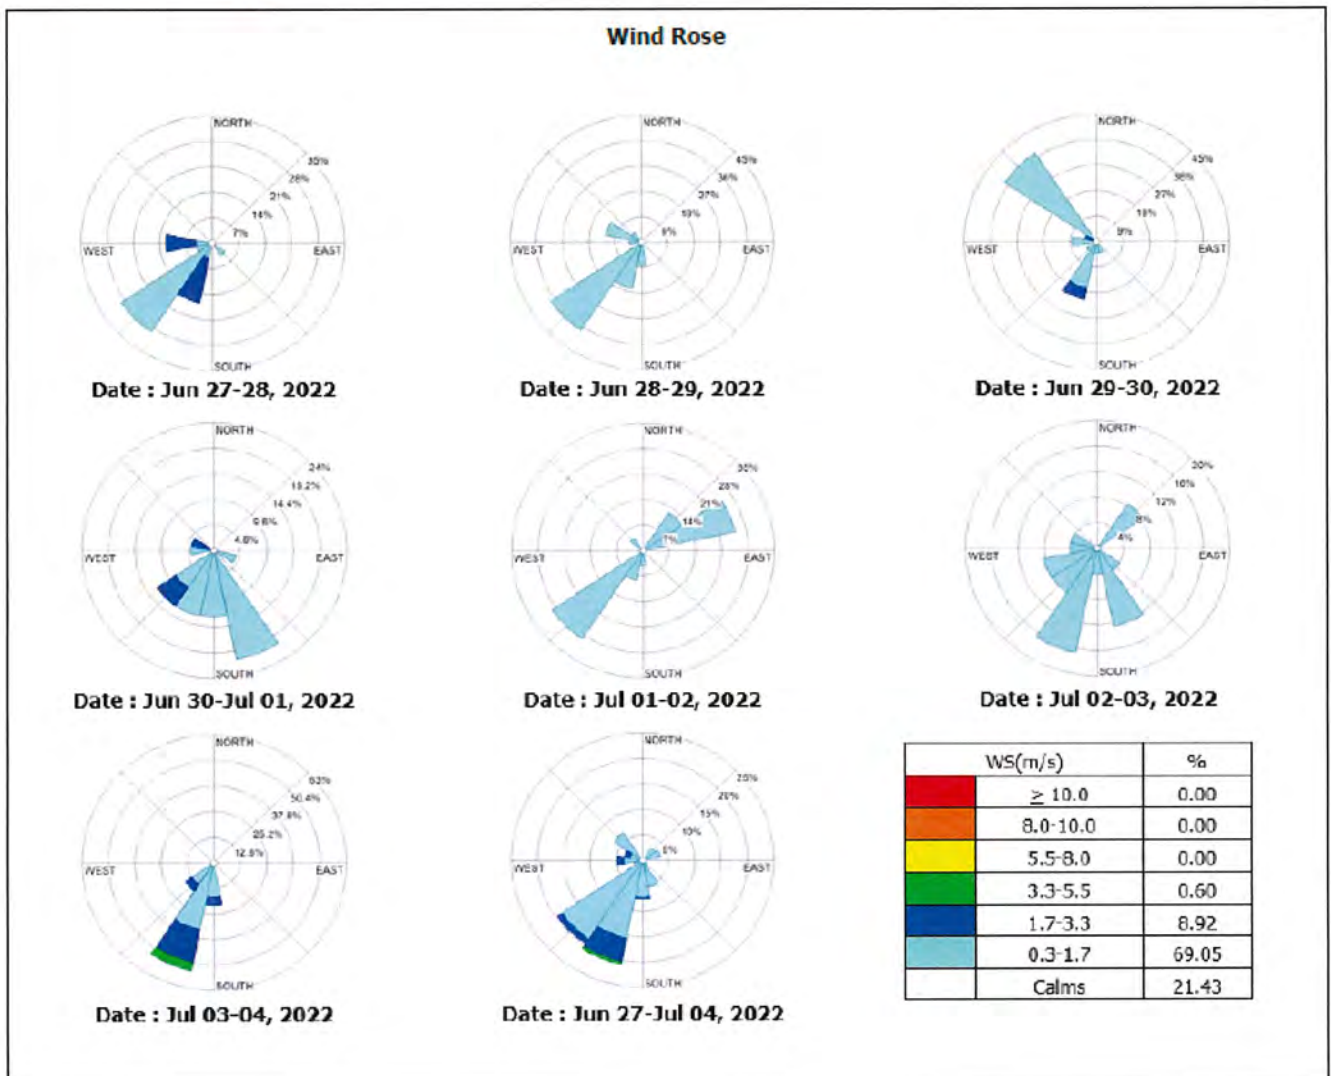 Wind Rose
NORTH
35%
28%
21%
14%
7%
WEST
EAST
SOUTH
Date : Jun 27-28, 2022
NORTH
45%
36%
27%
18%
9%
WEST
EAST
SOUTH
Date : Jun 28-29, 2022
NORTH
45%
36%
27%
18%
9%
WEST
EAST
SOUTH
Date : Jun 29-30, 2022
NORTH
24%
19.2%
14.4%
9.6%
4.8%
WEST
EAST
SOUTH
Date : Jun 30-Jul 01, 2022
NORTH
28%
21%
14%
7%
WEST
EAST
SOUTH
Date : Jul 01-02, 2022
NORTH
20%
16%
12%
8%
4%
WEST
EAST
SOUTH
Date : Jul 02-03, 2022
NORTH
63%
50.4%
37.8%
25.2%
12.6%
WEST
EAST
SOUTH
Date : Jul 03-04, 2022
NORTH
25%
20%
15%
10%
5%
WEST
EAST
SOUTH
Date : Jun 27-Jul 04, 2022
WS(m/s) %
≥ 10.0 0.00
8.0-10.0 0.00
5.5-8.0 0.00
3.3-5.5 0.60
1.7-3.3 8.92
0.3-1.7 69.05
Calms 21.43